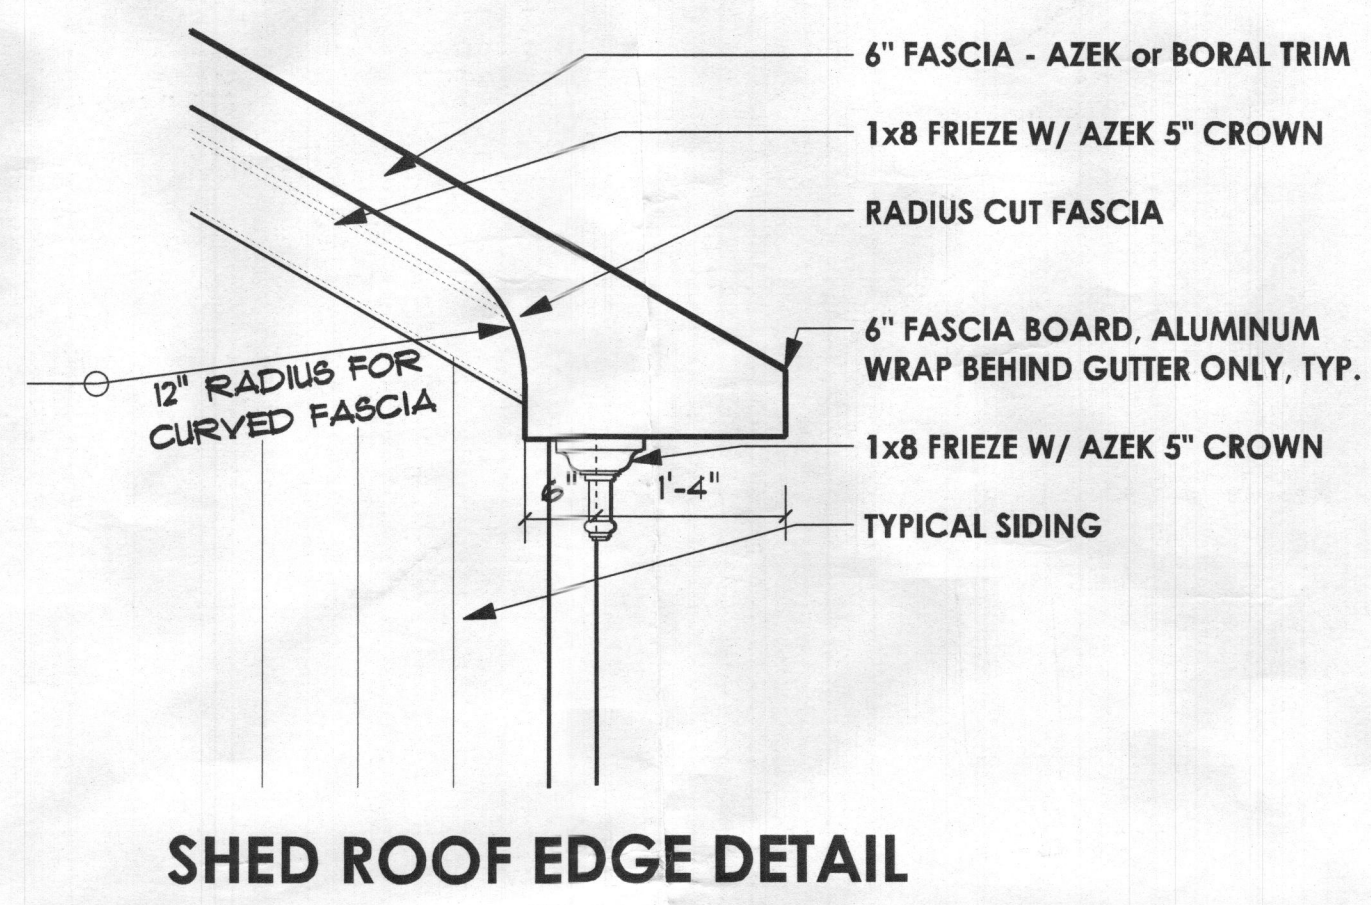 6" FASCIA - AZEK or BORAL TRIM
1x8 FRIEZE W/ AZEK 5" CROWN
RADIUS CUT FASCIA
6" FASCIA BOARD, ALUMINUM
WRAP BEHIND GUTTER ONLY, TYP.
12" RADIUS FOR
CURVED FASCIA
1x8 FRIEZE W/ AZEK 5" CROWN
6"
1'-4"
TYPICAL SIDING
SHED ROOF EDGE DETAIL